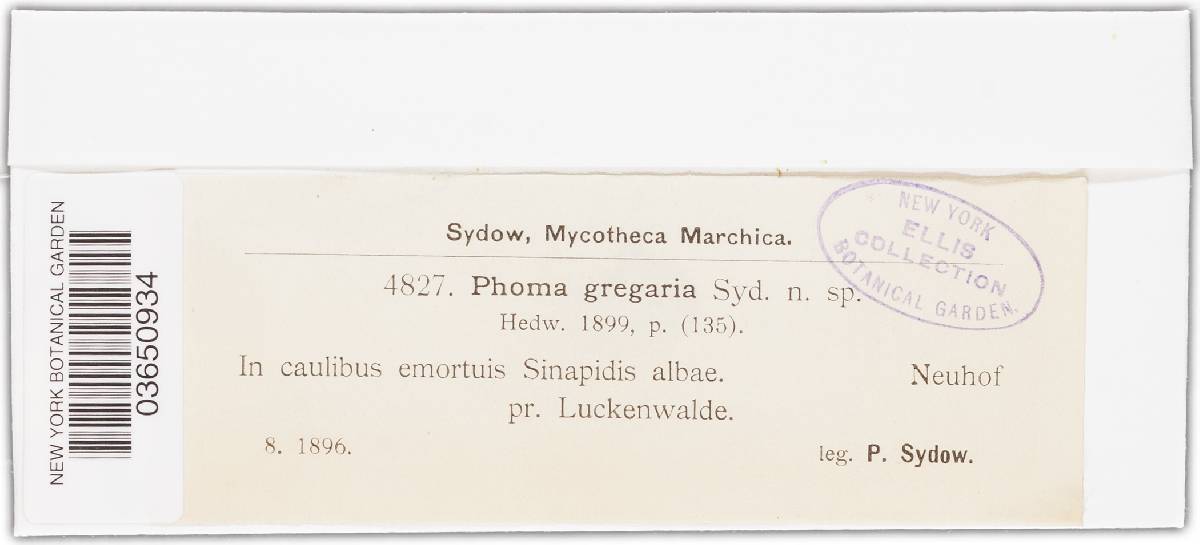 NEW YORK BOTANICAL GARDEN
03650934
Sydow, Mycotheca Marchica.
NEW YORK
ELLIS
COLLECTION
BOTANICAL GARDEN.
4827. Phoma gregaria Syd. n. sp.
Hedw. 1899, p. (135).
In caulibus emortuis Sinapidis albae. Neuhof
pr. Luckenwalde.
8. 1896. leg. P. Sydow.